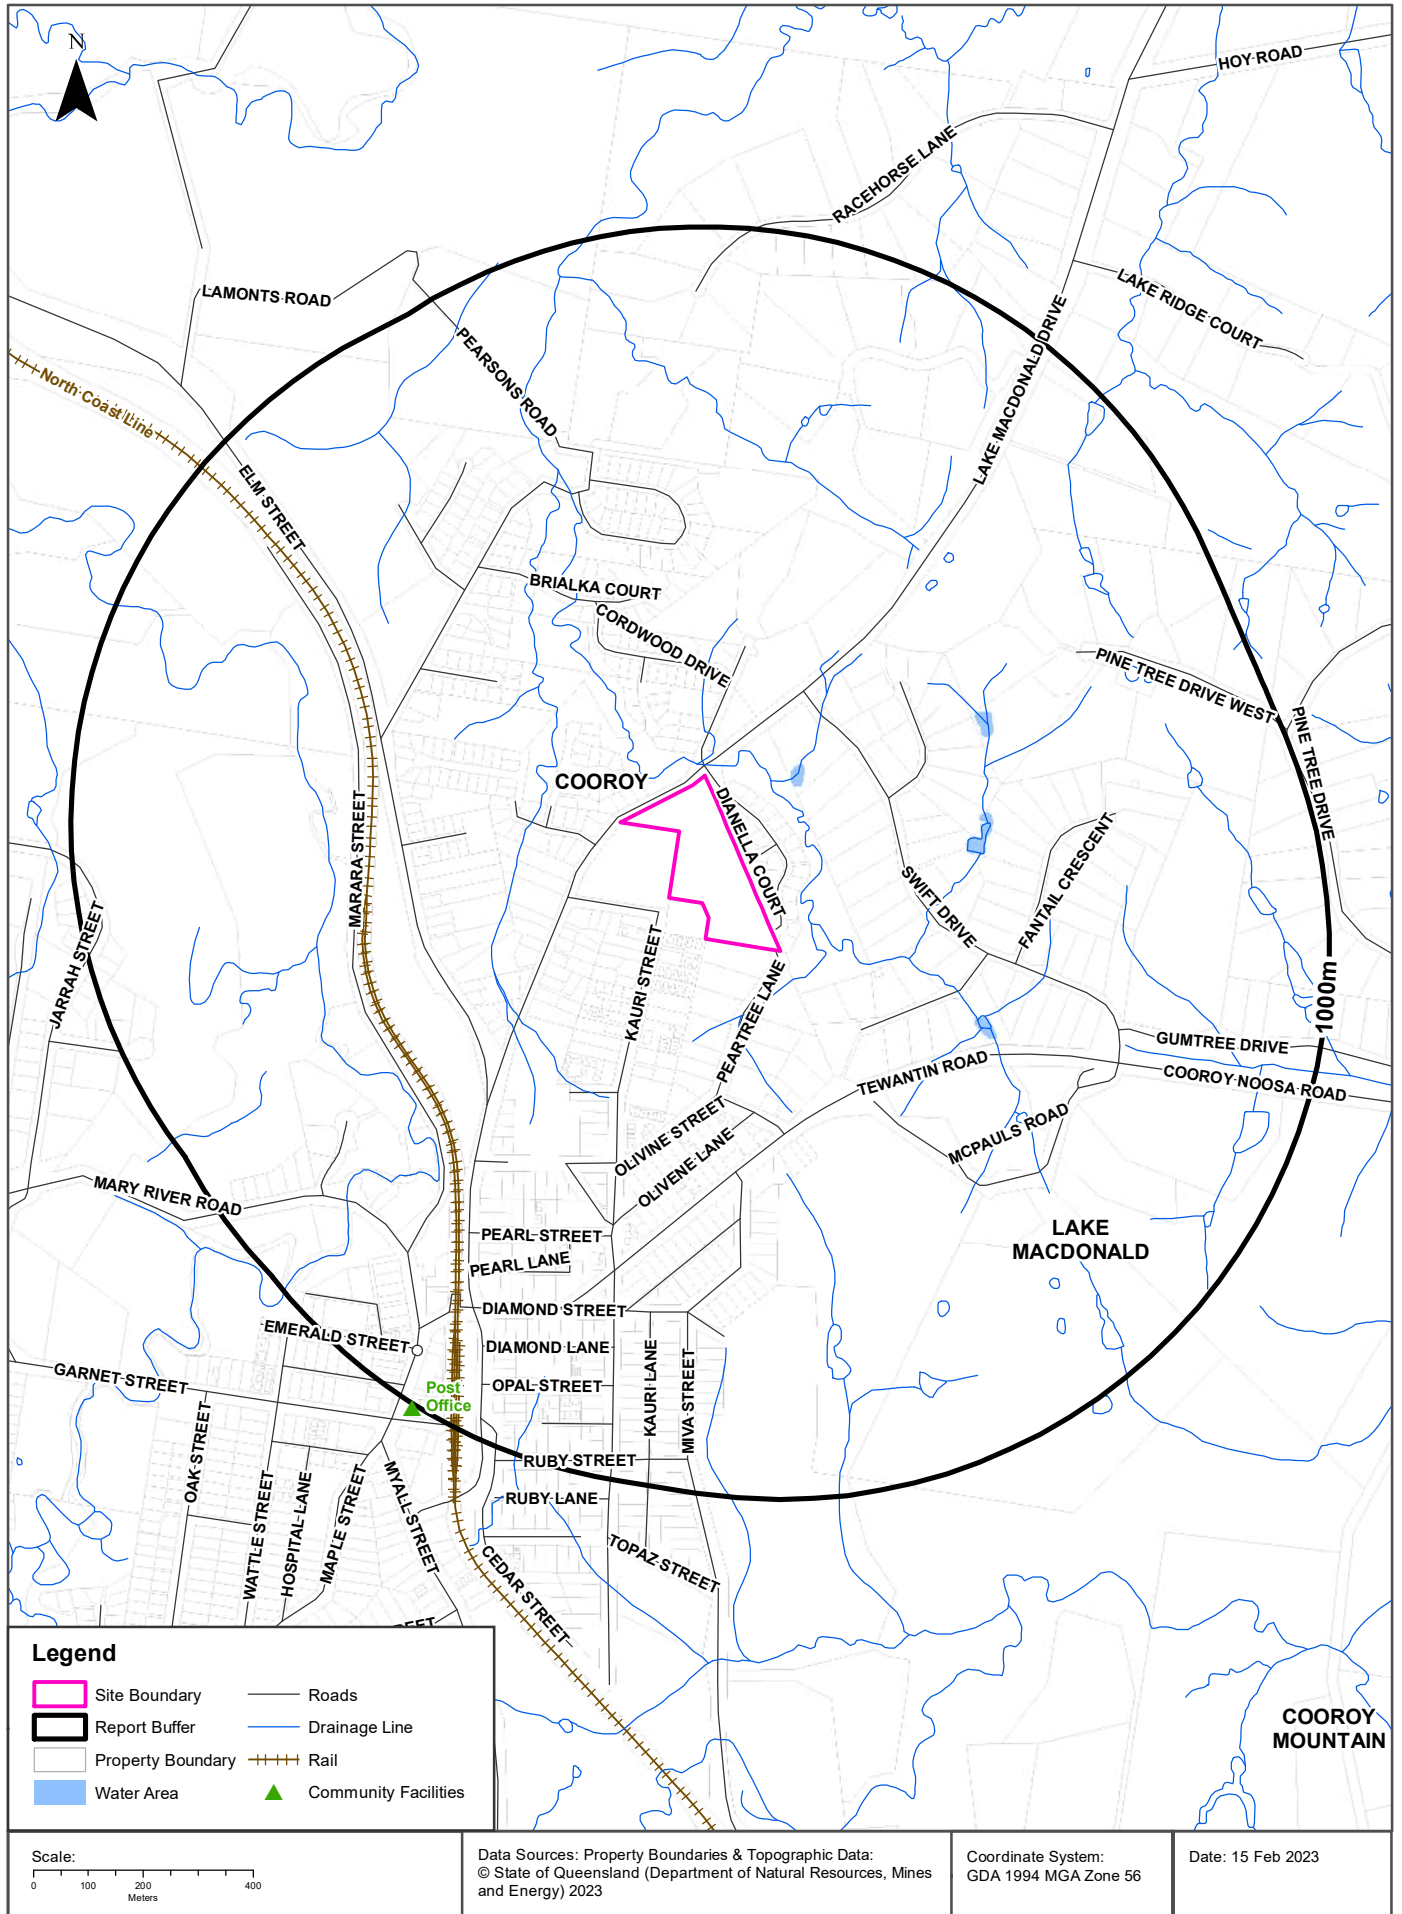 N
HOY ROAD
RACEHORSE LANE
LAKE RIDGE COURT
LAMONTS ROAD
LAKE MACDONALD DRIVE
PEARSONS ROAD
North Coast Line
ELM STREET
BRIALKA COURT
CORDWOOD DRIVE
PINE TREE DRIVE WEST
PINE TREE DRIVE
COOROY
DIANELLA COURT
MARARA STREET
SWIFT DRIVE
FANTAIL CRESCENT
JARRAH STREET
KAURI STREET
PEARTREE LANE
1000m
GUMTREE DRIVE
TEWANTIN ROAD
COOROY NOOSA ROAD
OLIVINE STREET
MCPAULS ROAD
OLIVENE LANE
MARY RIVER ROAD
PEARL STREET
LAKE
MACDONALD
PEARL LANE
DIAMOND STREET
EMERALD STREET
DIAMOND LANE
GARNET STREET
Post
Office
OPAL STREET
KAURI LANE
MIVA STREET
OAK STREET
RUBY STREET
WATTLE STREET
HOSPITAL LANE
MAPLE STREET
MYALL STREET
RUBY LANE
TOPAZ STREET
CEDAR STREET
REET
COOROY
MOUNTAIN
Legend
Site Boundary
Roads
Report Buffer
Drainage Line
Property Boundary
Rail
Water Area
Community Facilities
Scale:
0 100 200 400
Meters
Data Sources: Property Boundaries & Topographic Data:
© State of Queensland (Department of Natural Resources, Mines
and Energy) 2023
Coordinate System:
GDA 1994 MGA Zone 56
Date: 15 Feb 2023